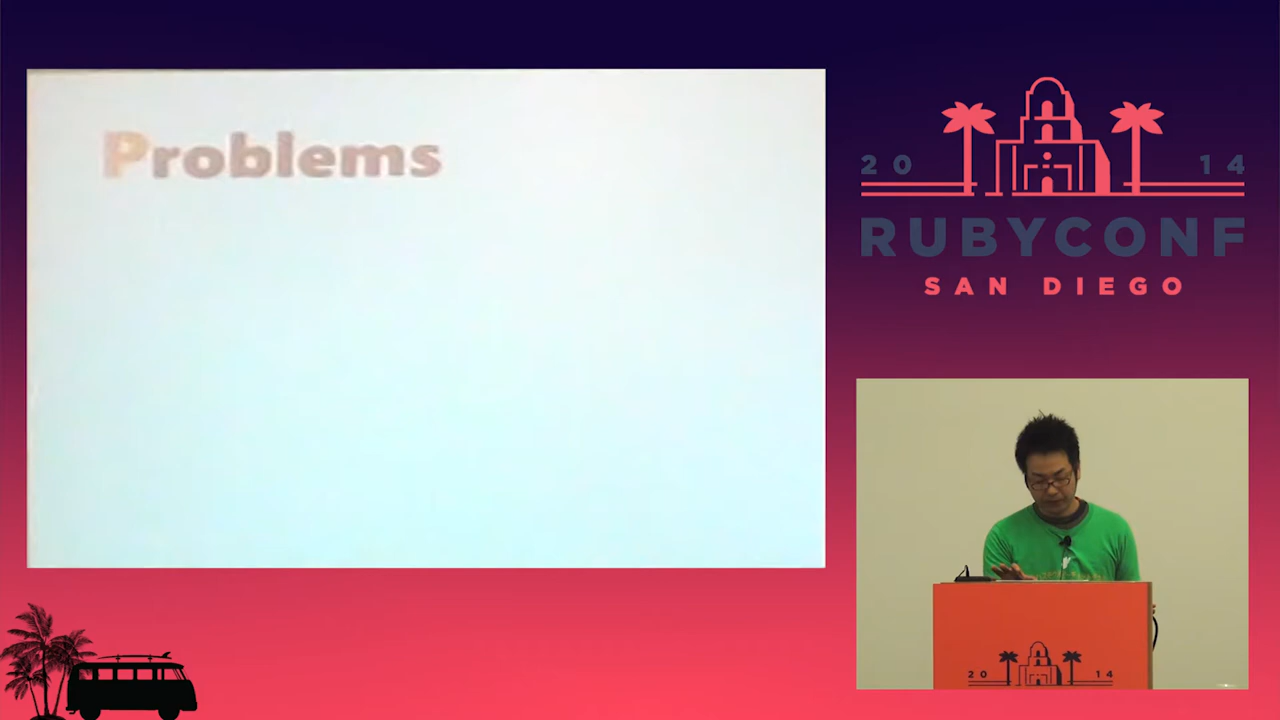 Problems
20 14
RUBYCONF
SAN DIEGO
20 14